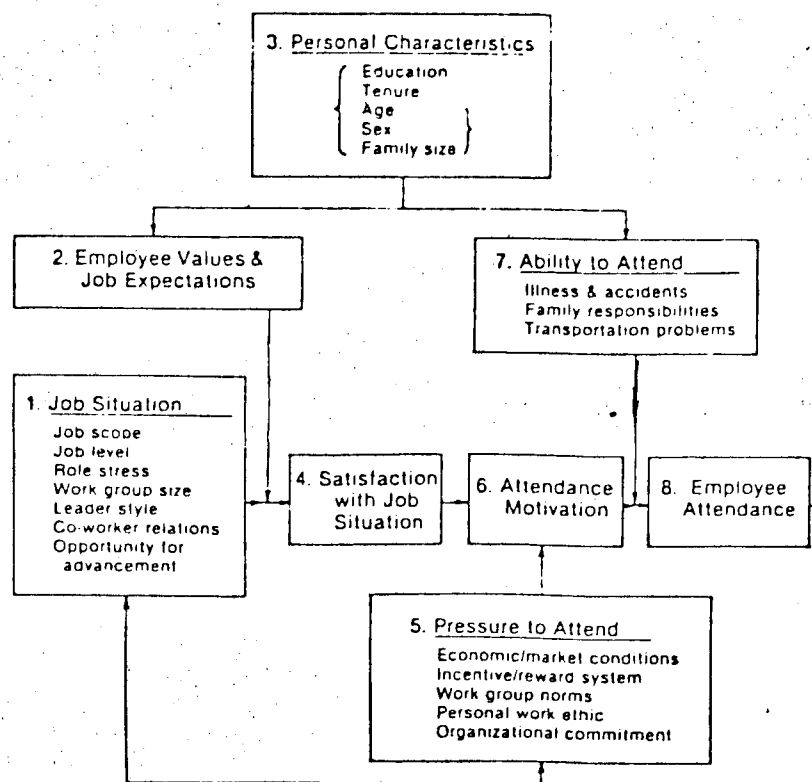 3. Personal Characteristics
Education
Tenure
Age
Sex
Family size
2. Employee Values &
Job Expectations
7. Ability to Attend
Illness & accidents
Family responsibilities
Transportation problems
1. Job Situation
Job scope
Job level
Role stress
Work group size
Leader style
Co-worker relations
Opportunity for
advancement
4. Satisfaction
with Job
Situation
6. Attendance
Motivation
8. Employee
Attendance
5. Pressure to Attend
Economic/market conditions
Incentive/reward system
Work group norms
Personal work ethic
Organizational commitment